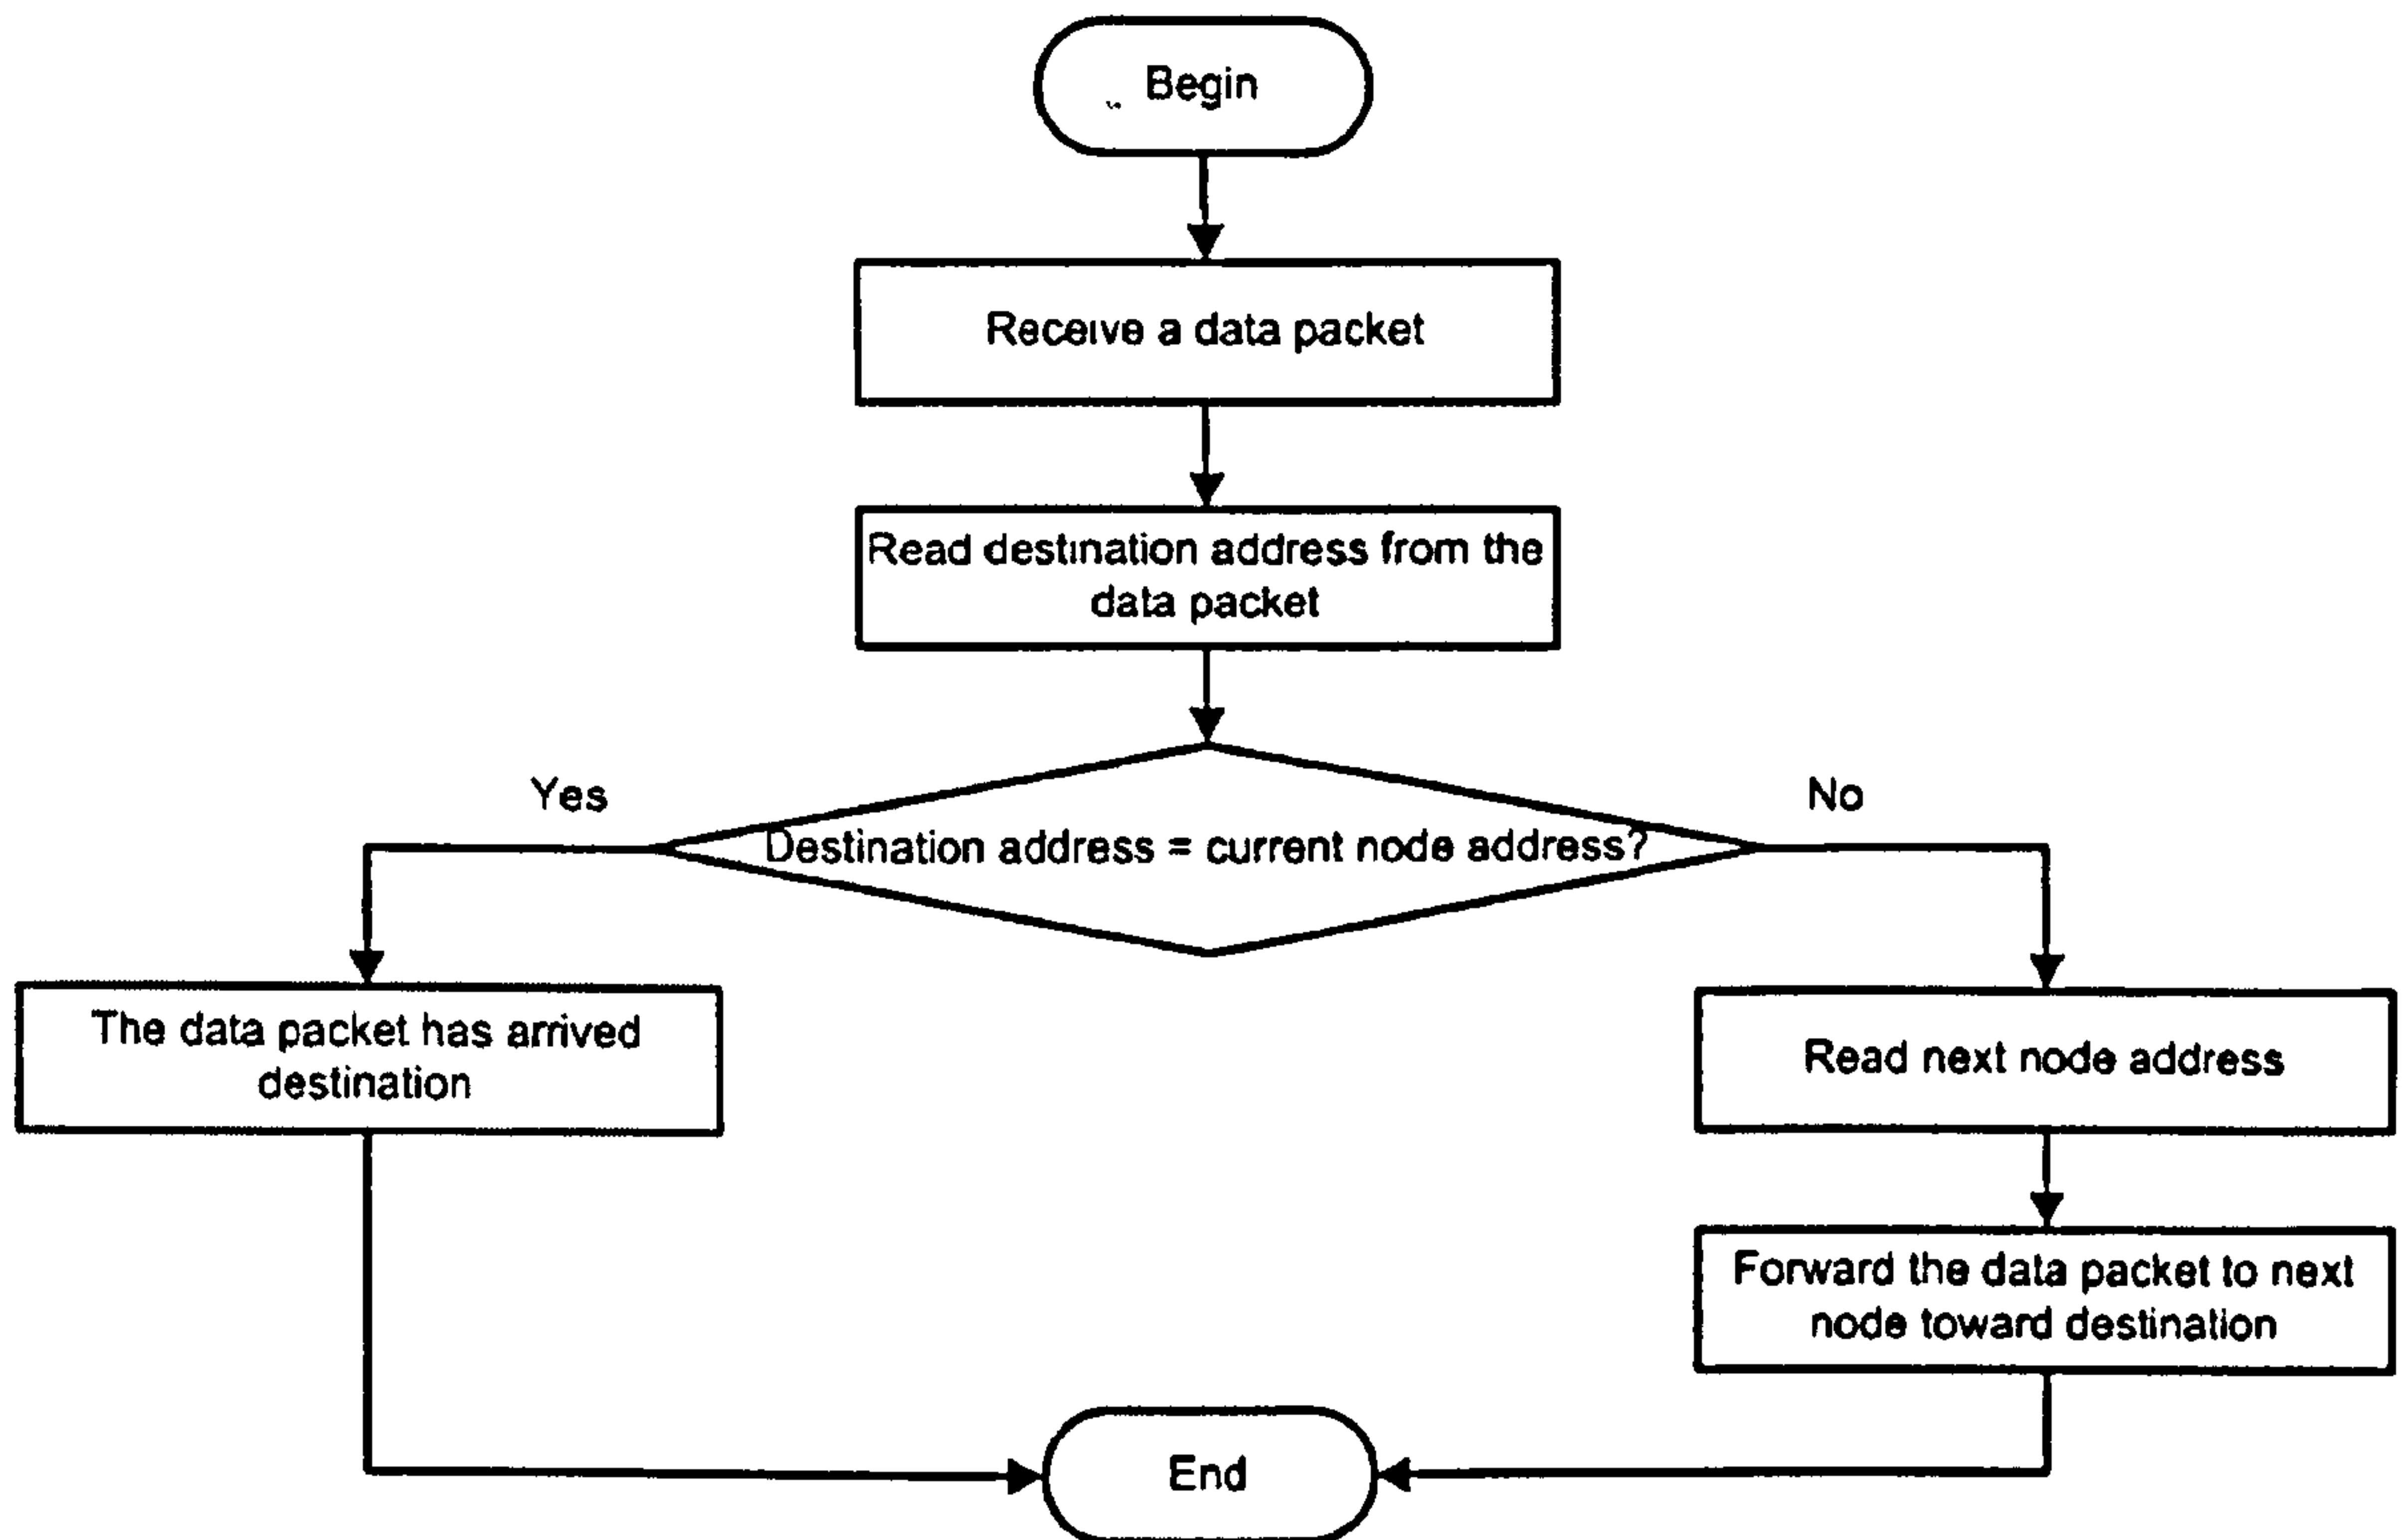 Begin
Receive a data packet
Read destination address from the
data packet
Destination address = current node address?
Yes
No
The data packet has arrived
destination
Read next node address
Forward the data packet to next
node toward destination
End